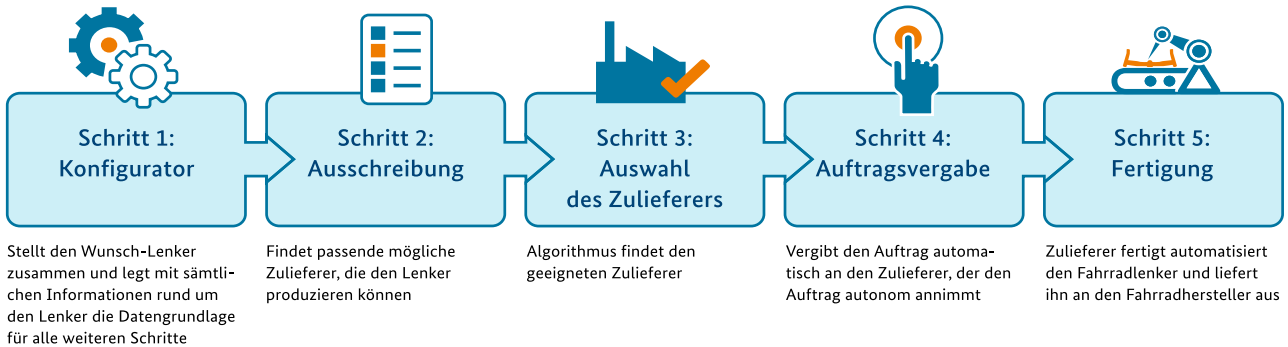 Schritt 1:
Konfigurator
Stellt den Wunsch-Lenker
zusammen und legt mit sämtli-
chen Informationen rund um
den Lenker die Datengrundlage
für alle weiteren Schritte
Schritt 2:
Ausschreibung
Findet passende mögliche
Zulieferer, die den Lenker
produzieren können
Schritt 3:
Auswahl
des Zulieferers
Algorithmus findet den
geeigneten Zulieferer
Schritt 4:
Auftragsvergabe
Vergibt den Auftrag automa-
tisch an den Zulieferer, der den
Auftrag autonom annimmt
Schritt 5:
Fertigung
Zulieferer fertigt automatisiert
den Fahrradlenker und liefert
ihn an den Fahrradhersteller aus